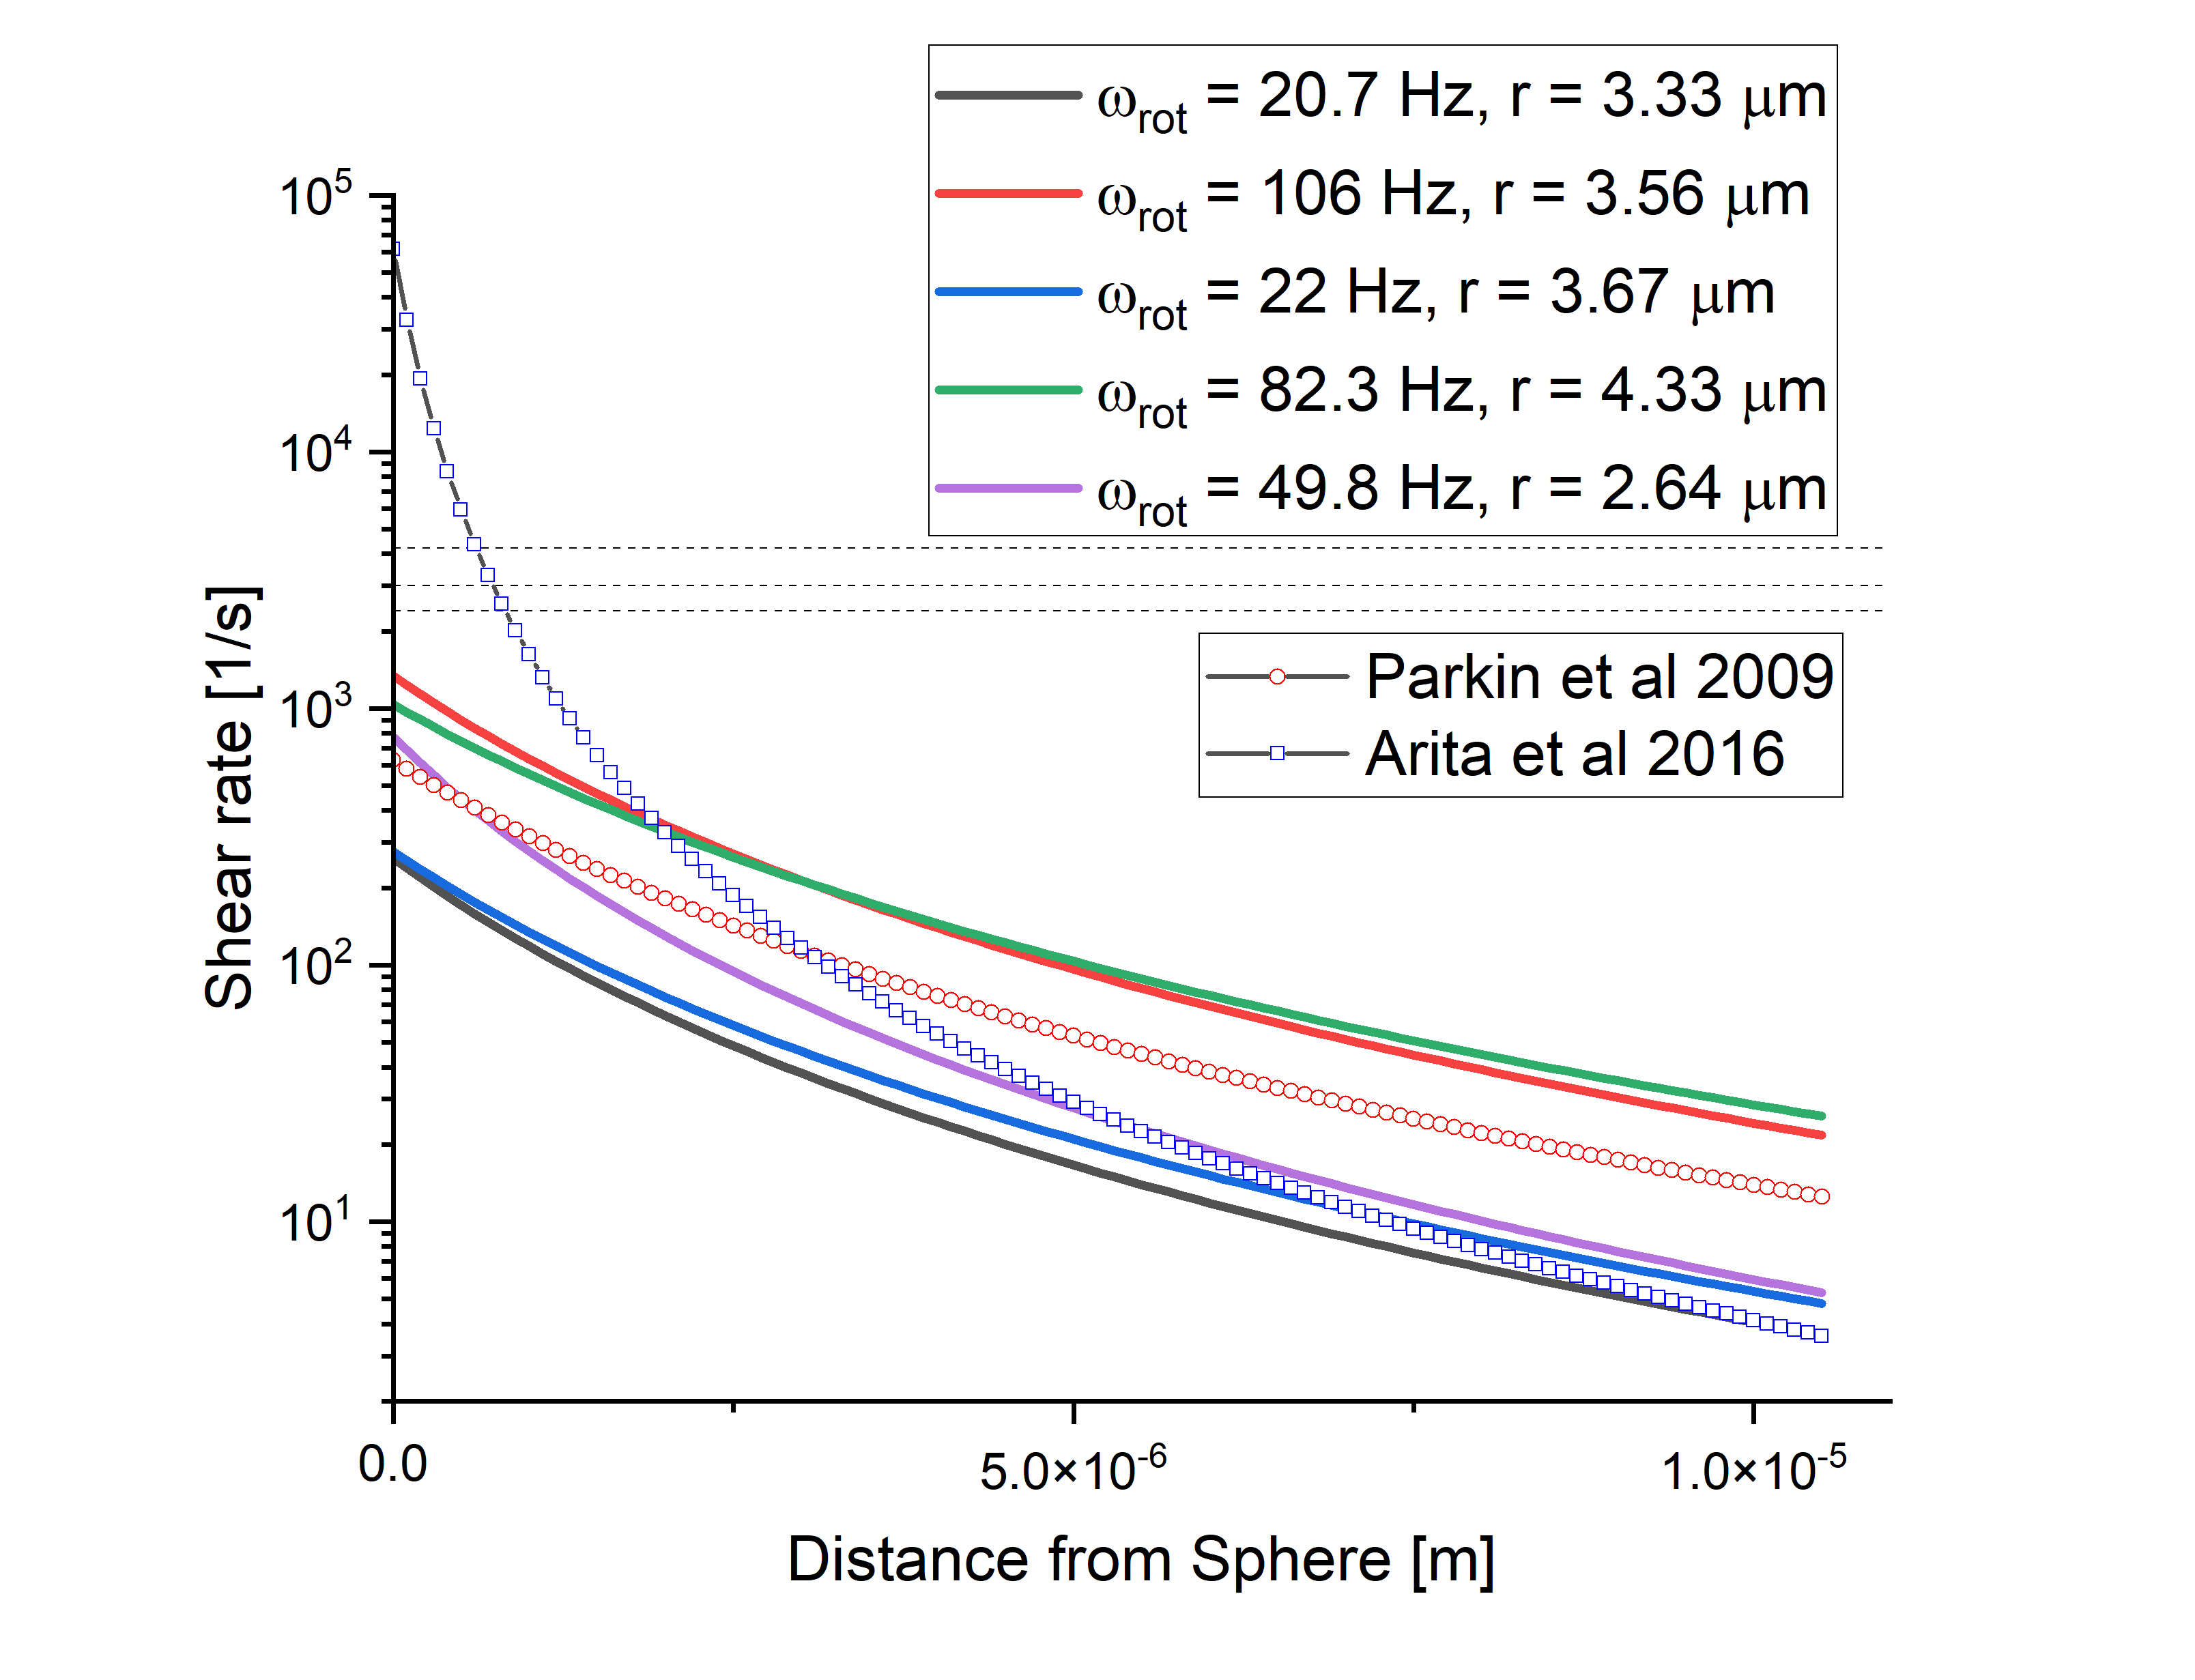 ωrot = 20.7 Hz, r = 3.33 μm
ωrot = 106 Hz, r = 3.56 μm
ωrot = 22 Hz, r = 3.67 μm
ωrot = 82.3 Hz, r = 4.33 μm
ωrot = 49.8 Hz, r = 2.64 μm
10^5
10^4
10^3
10^2
10^1
Shear rate [1/s]
Parkin et al 2009
Arita et al 2016
0.0
5.0×10^-6
1.0×10^-5
Distance from Sphere [m]